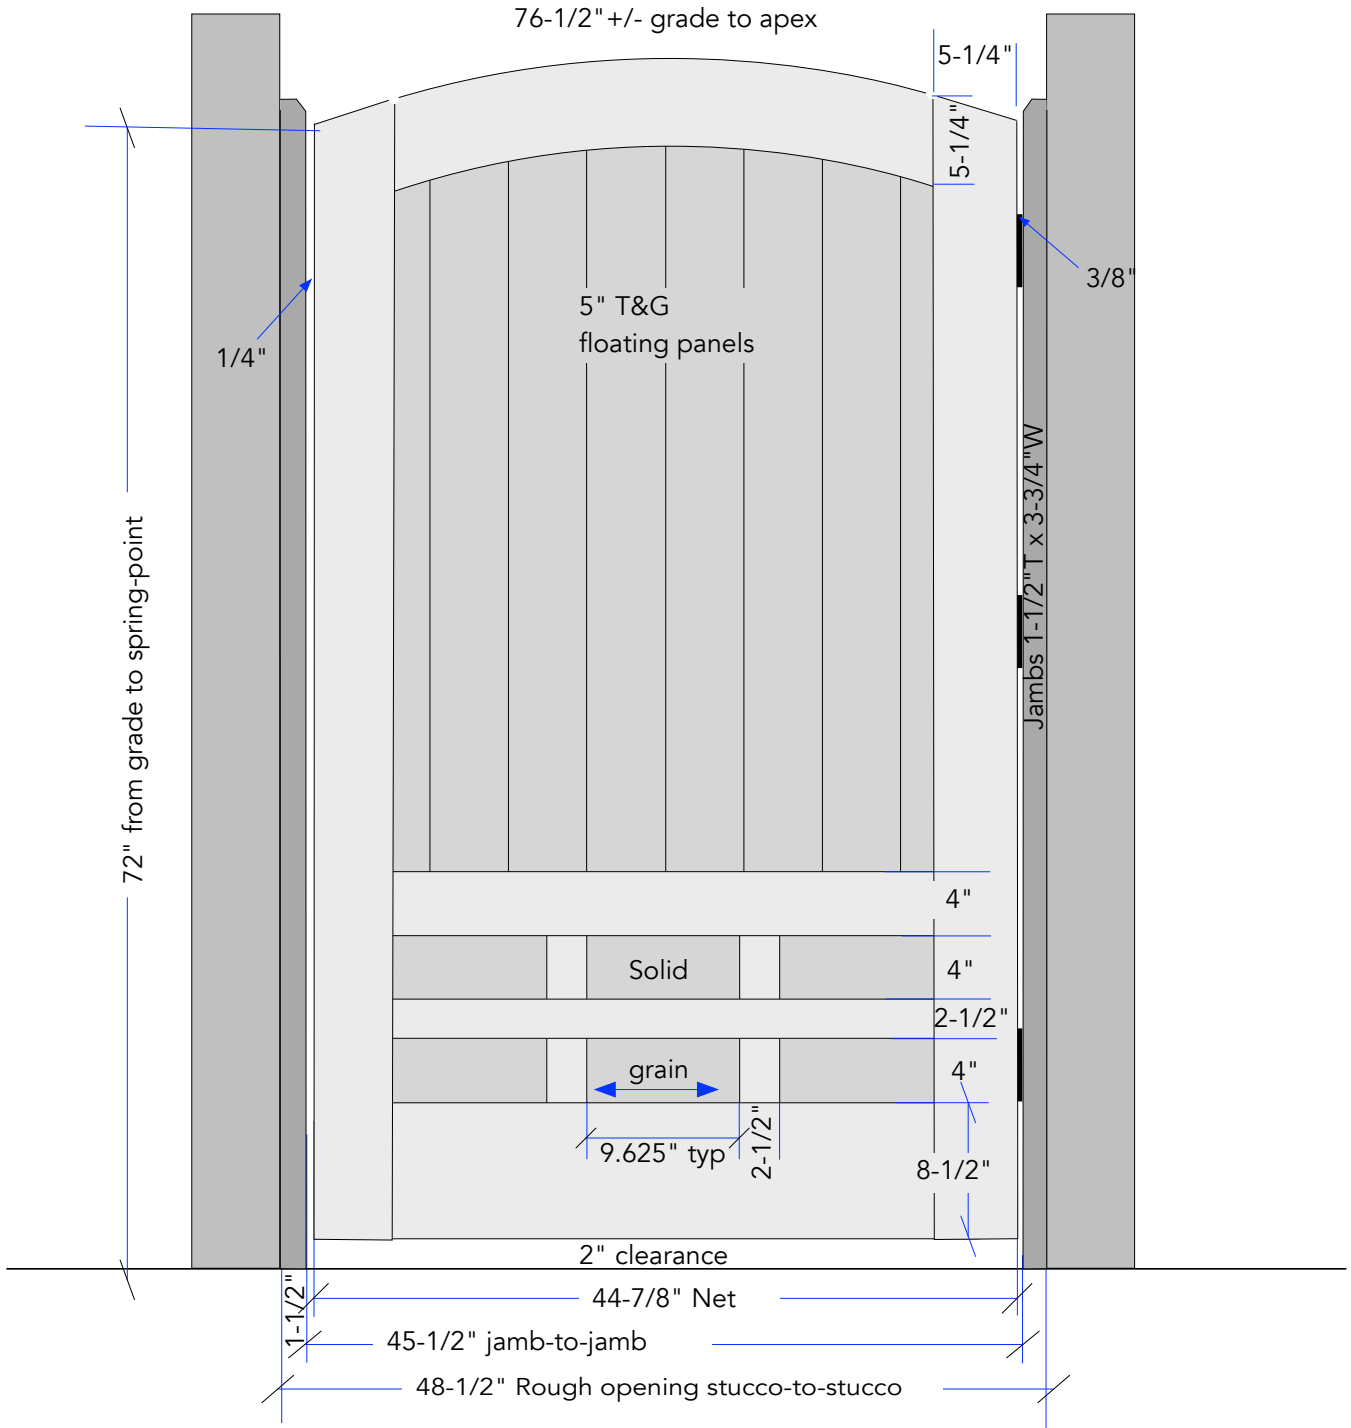 76-1/2"+/- grade to apex
5-1/4"
5-1/4"
3/8"
5" T&G
floating panels
1/4"
Jambs 1-1/2"T x 3-3/4"W
72" from grade to spring-point
4"
Solid
4"
2-1/2"
grain
4"
9.625" typ
2-1/2"
8-1/2"
2" clearance
1-1/2"
44-7/8" Net
45-1/2" jamb-to-jamb
48-1/2" Rough opening stucco-to-stucco